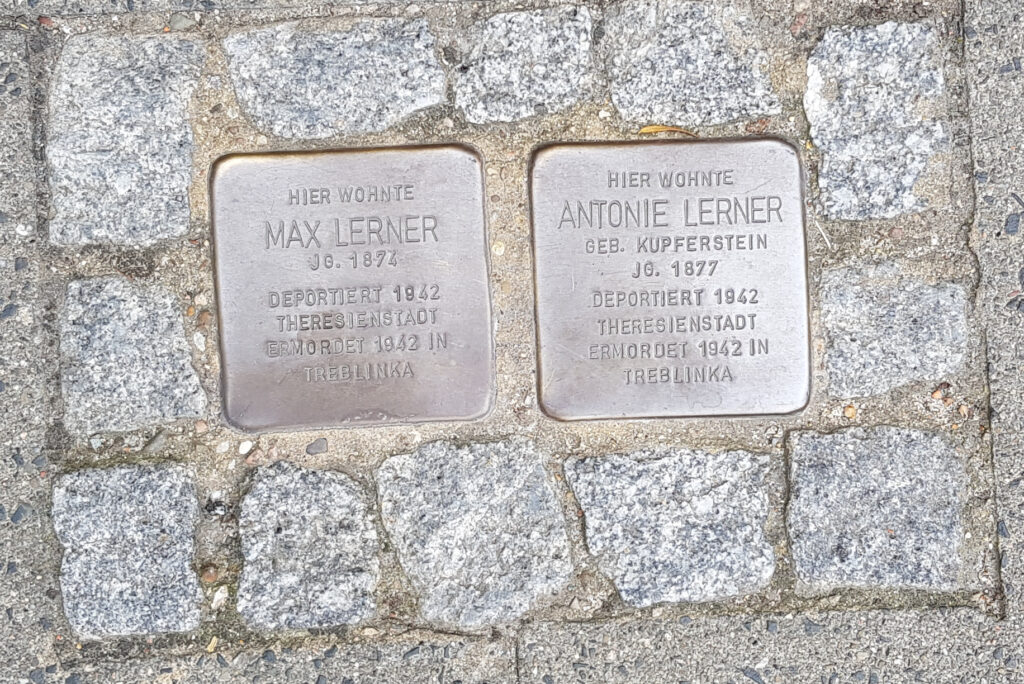 HIER WOHNTE
MAX LERNER
JG. 1874
DEPORTIERT 1942
THERESIENSTADT
ERMORDET 1942 IN
TREBLINKA
HIER WOHNTE
ANTONIE LERNER
GEB. KUPFERSTEIN
JG. 1877
DEPORTIERT 1942
THERESIENSTADT
ERMORDET 1942 IN
TREBLINKA